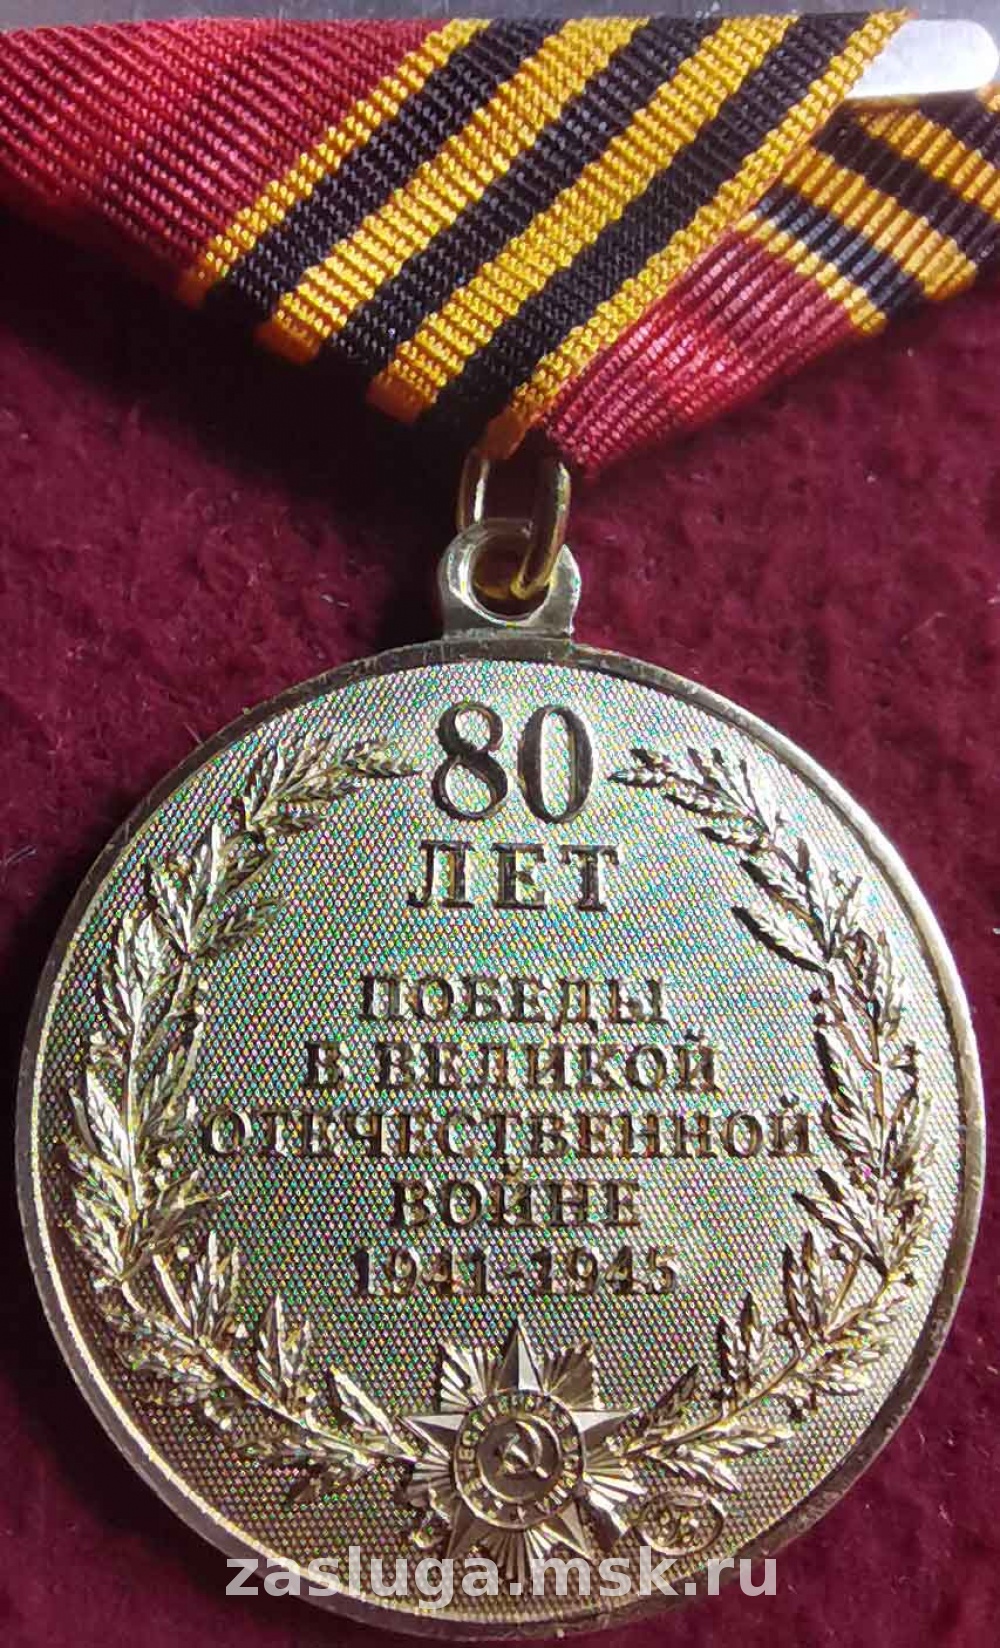 80
ЛЕТ
ПОБЕДЫ
В ВЕЛИКОЙ
ОТЕЧЕСТВЕННОЙ
ВОЙНЕ
1941-1945
zasluga.msk.ru